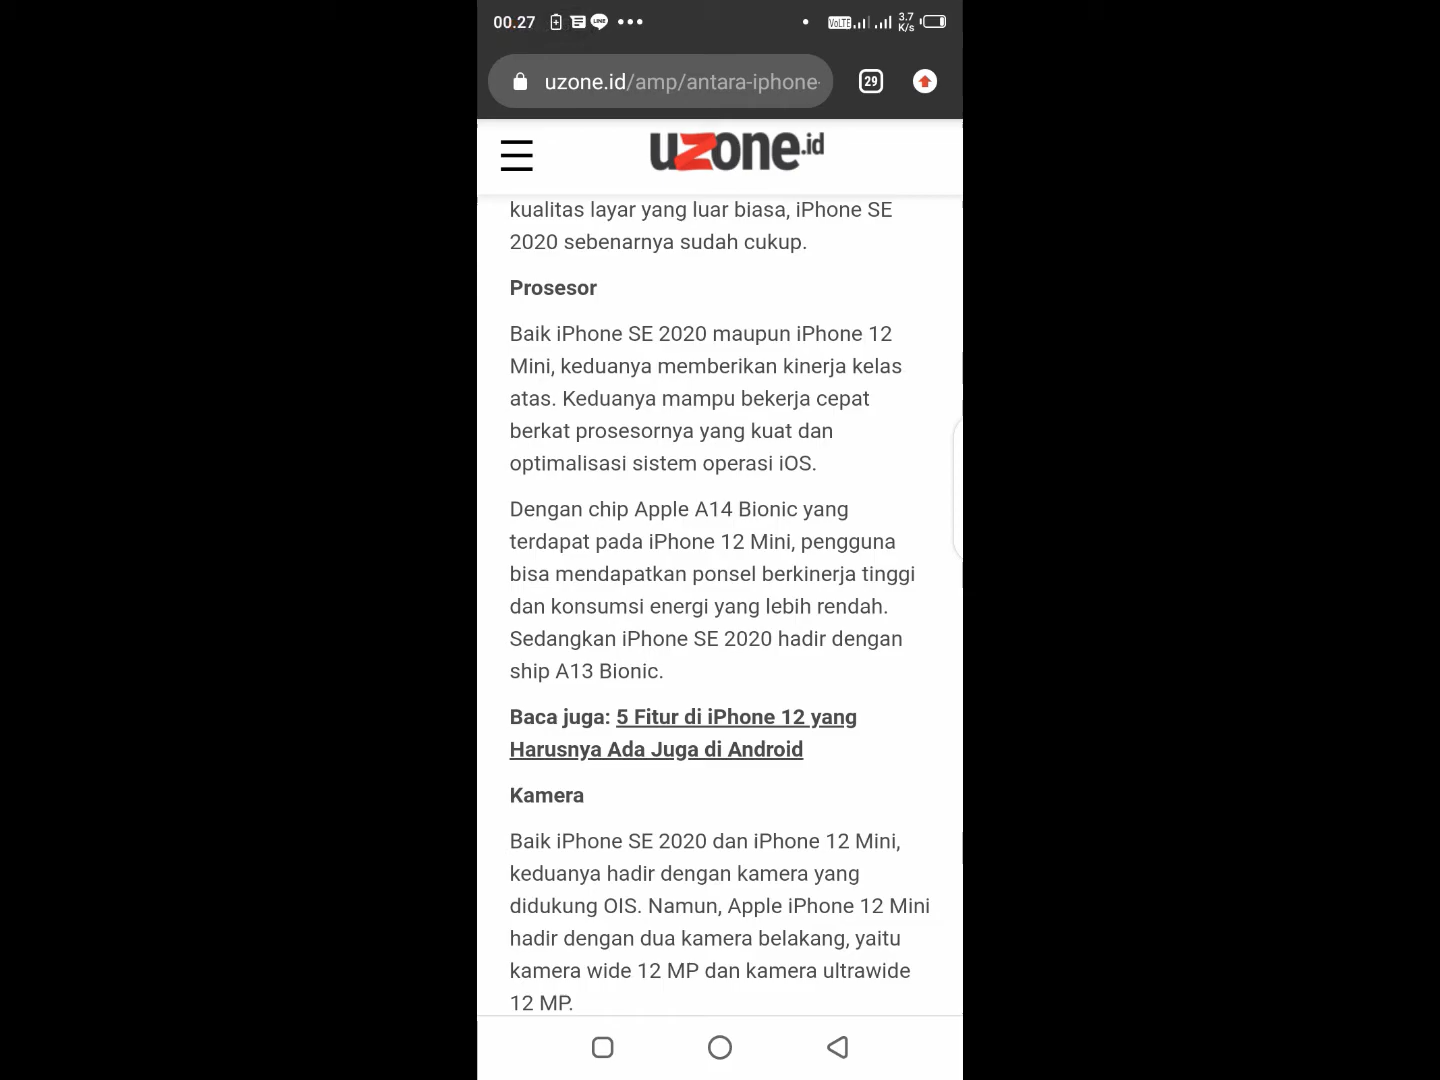 00.27
LINE
VoLTE
3.7
K/s
uzone.id/amp/antara-iphone-
29
uzone.id
kualitas layar yang luar biasa, iPhone SE
2020 sebenarnya sudah cukup.
Prosesor
Baik iPhone SE 2020 maupun iPhone 12
Mini, keduanya memberikan kinerja kelas
atas. Keduanya mampu bekerja cepat
berkat prosesornya yang kuat dan
optimalisasi sistem operasi iOS.
Dengan chip Apple A14 Bionic yang
terdapat pada iPhone 12 Mini, pengguna
bisa mendapatkan ponsel berkinerja tinggi
dan konsumsi energi yang lebih rendah.
Sedangkan iPhone SE 2020 hadir dengan
ship A13 Bionic.
Baca juga: 5 Fitur di iPhone 12 yang
Harusnya Ada Juga di Android
Kamera
Baik iPhone SE 2020 dan iPhone 12 Mini,
keduanya hadir dengan kamera yang
didukung OIS. Namun, Apple iPhone 12 Mini
hadir dengan dua kamera belakang, yaitu
kamera wide 12 MP dan kamera ultrawide
12 MP.